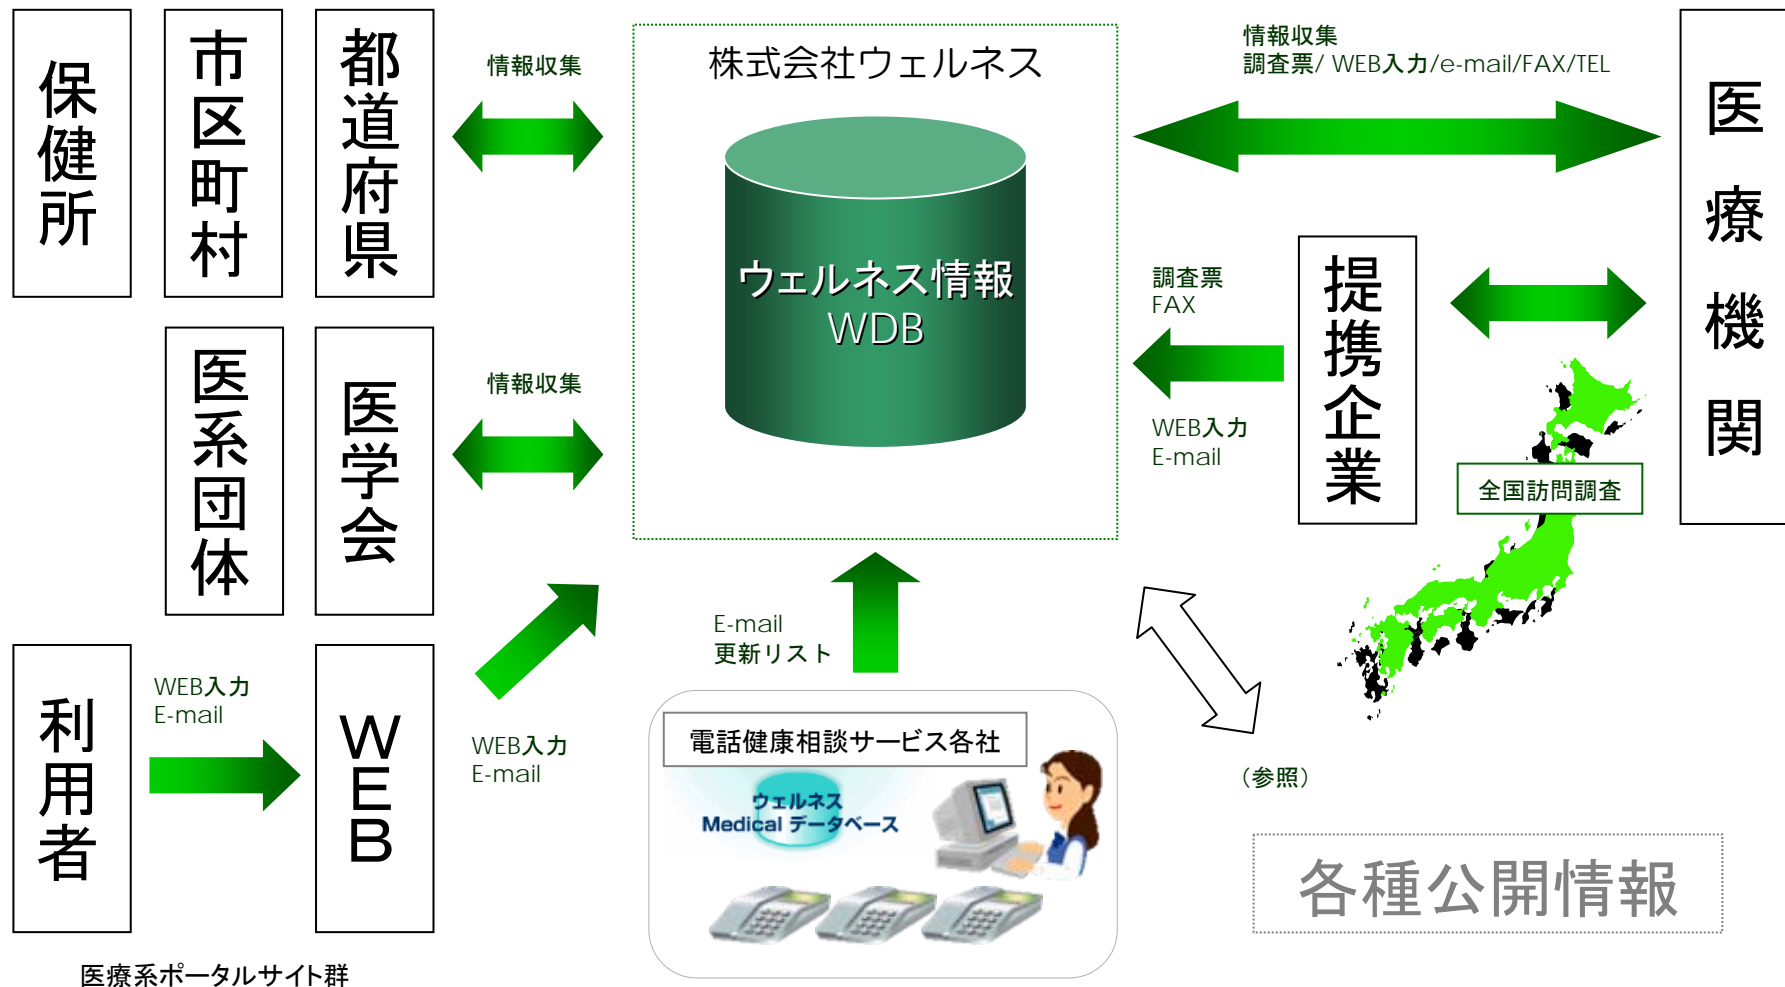 保健所
市区町村
都道府県
情報収集
株式会社ウェルネス
ウェルネス情報
WDB
情報収集
調査票/ WEB入力/e-mail/FAX/TEL
医療機関
提携企業
調査票
FAX
WEB入力
E-mail
全国訪問調査
医系団体
医学会
情報収集
利用者
WEB入力
E-mail
WEB
WEB入力
E-mail
E-mail
更新リスト
電話健康相談サービス各社
ウェルネス
Medical データベース
（参照）
各種公開情報
医療系ポータルサイト群